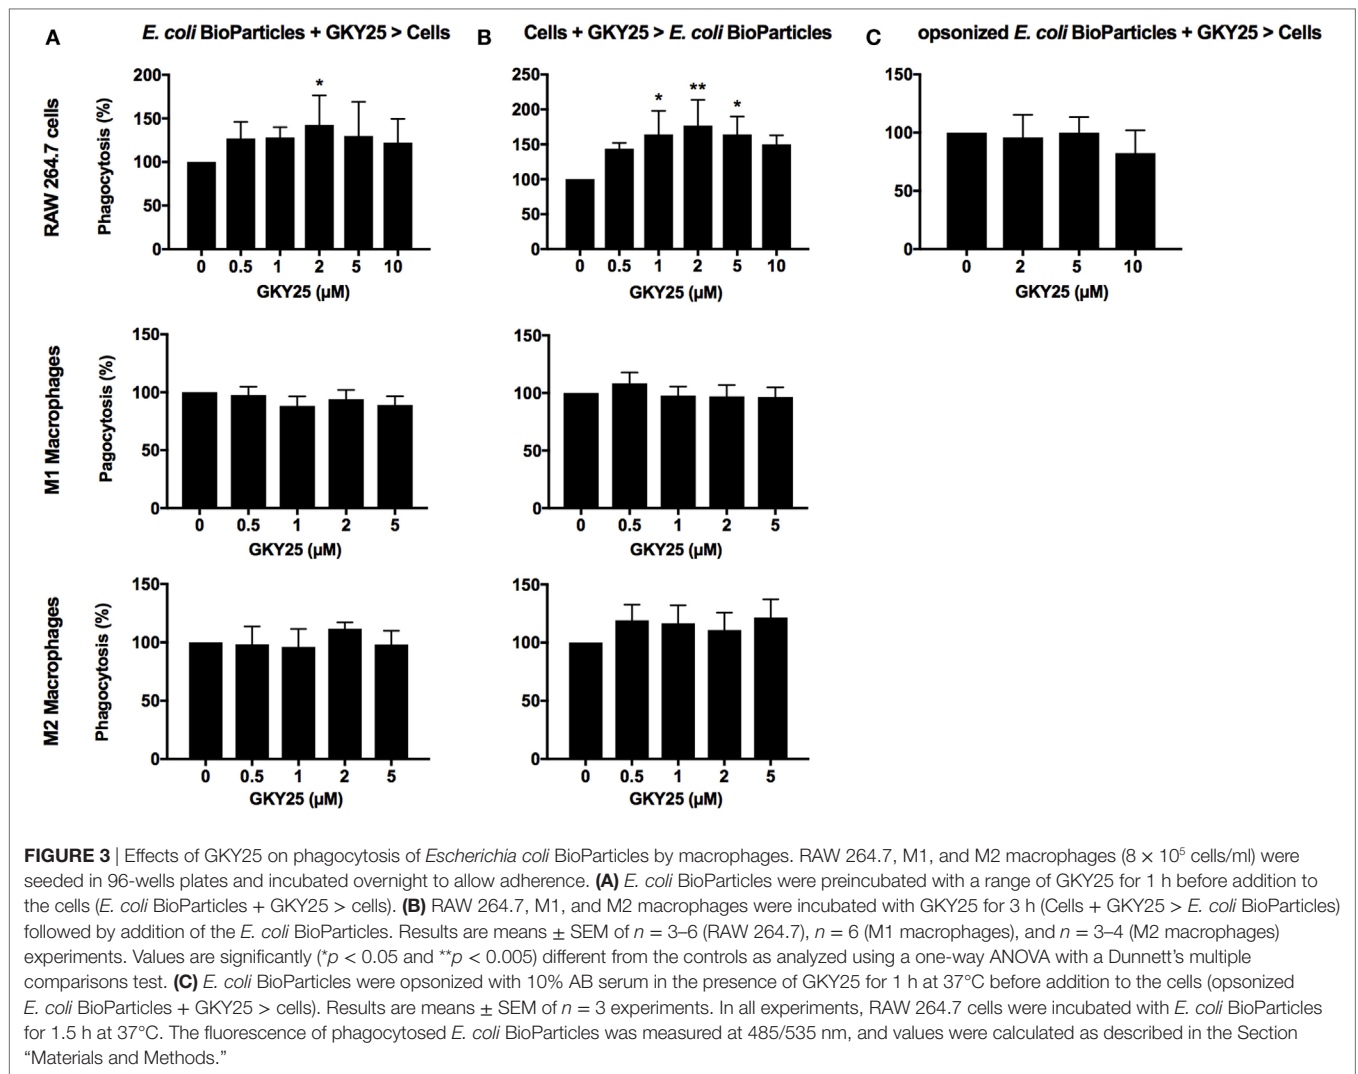 A E. coli BioParticles + GKY25 > Cells
B Cells + GKY25 > E. coli BioParticles
C opsonized E. coli BioParticles + GKY25 > Cells
RAW 264.7 cells
Phagocytosis (%)
200
150
100
50
0
*
0 0.5 1 2 5 10
GKY25 (µM)
250
200
150
100
50
0
* ** *
0 0.5 1 2 5 10
GKY25 (µM)
150
100
50
0
0 2 5 10
GKY25 (µM)
M1 Macrophages
Pagocytosis (%)
150
100
50
0
0 0.5 1 2 5
GKY25 (µM)
150
100
50
0
0 0.5 1 2 5
GKY25 (µM)
M2 Macrophages
Phagocytosis (%)
150
100
50
0
0 0.5 1 2 5
GKY25 (µM)
150
100
50
0
0 0.5 1 2 5
GKY25 (µM)
FIGURE 3 | Effects of GKY25 on phagocytosis of Escherichia coli BioParticles by macrophages. RAW 264.7, M1, and M2 macrophages (8 × 10⁵ cells/ml) were
seeded in 96-wells plates and incubated overnight to allow adherence. (A) E. coli BioParticles were preincubated with a range of GKY25 for 1 h before addition to
the cells (E. coli BioParticles + GKY25 > cells). (B) RAW 264.7, M1, and M2 macrophages were incubated with GKY25 for 3 h (Cells + GKY25 > E. coli BioParticles)
followed by addition of the E. coli BioParticles. Results are means ± SEM of n = 3–6 (RAW 264.7), n = 6 (M1 macrophages), and n = 3–4 (M2 macrophages)
experiments. Values are significantly (*p < 0.05 and **p < 0.005) different from the controls as analyzed using a one-way ANOVA with a Dunnett’s multiple
comparisons test. (C) E. coli BioParticles were opsonized with 10% AB serum in the presence of GKY25 for 1 h at 37°C before addition to the cells (opsonized
E. coli BioParticles + GKY25 > cells). Results are means ± SEM of n = 3 experiments. In all experiments, RAW 264.7 cells were incubated with E. coli BioParticles
for 1.5 h at 37°C. The fluorescence of phagocytosed E. coli BioParticles was measured at 485/535 nm, and values were calculated as described in the Section
“Materials and Methods.”